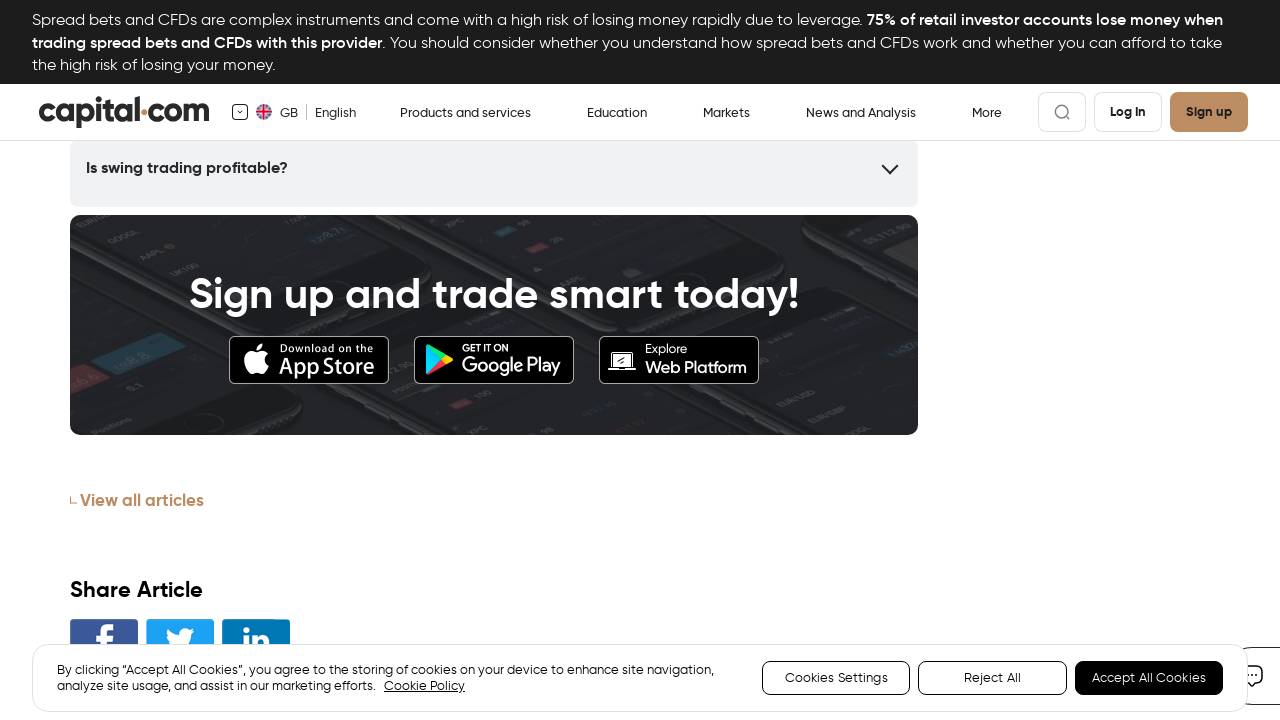 Spread bets and CFDs are complex instruments and come with a high risk of losing money rapidly due to leverage. 75% of retail investor accounts lose money when
trading spread bets and CFDs with this provider. You should consider whether you understand how spread bets and CFDs work and whether you can afford to take
the high risk of losing your money.
capital.com
GB English
Products and services
Education
Markets
News and Analysis
More
Log In
Sign up
Is swing trading profitable?
Sign up and trade smart today!
Download on the
App Store
GET IT ON
Google Play
Explore
Web Platform
View all articles
Share Article
By clicking “Accept All Cookies”, you agree to the storing of cookies on your device to enhance site navigation,
analyze site usage, and assist in our marketing efforts. Cookie Policy
Cookies Settings
Reject All
Accept All Cookies